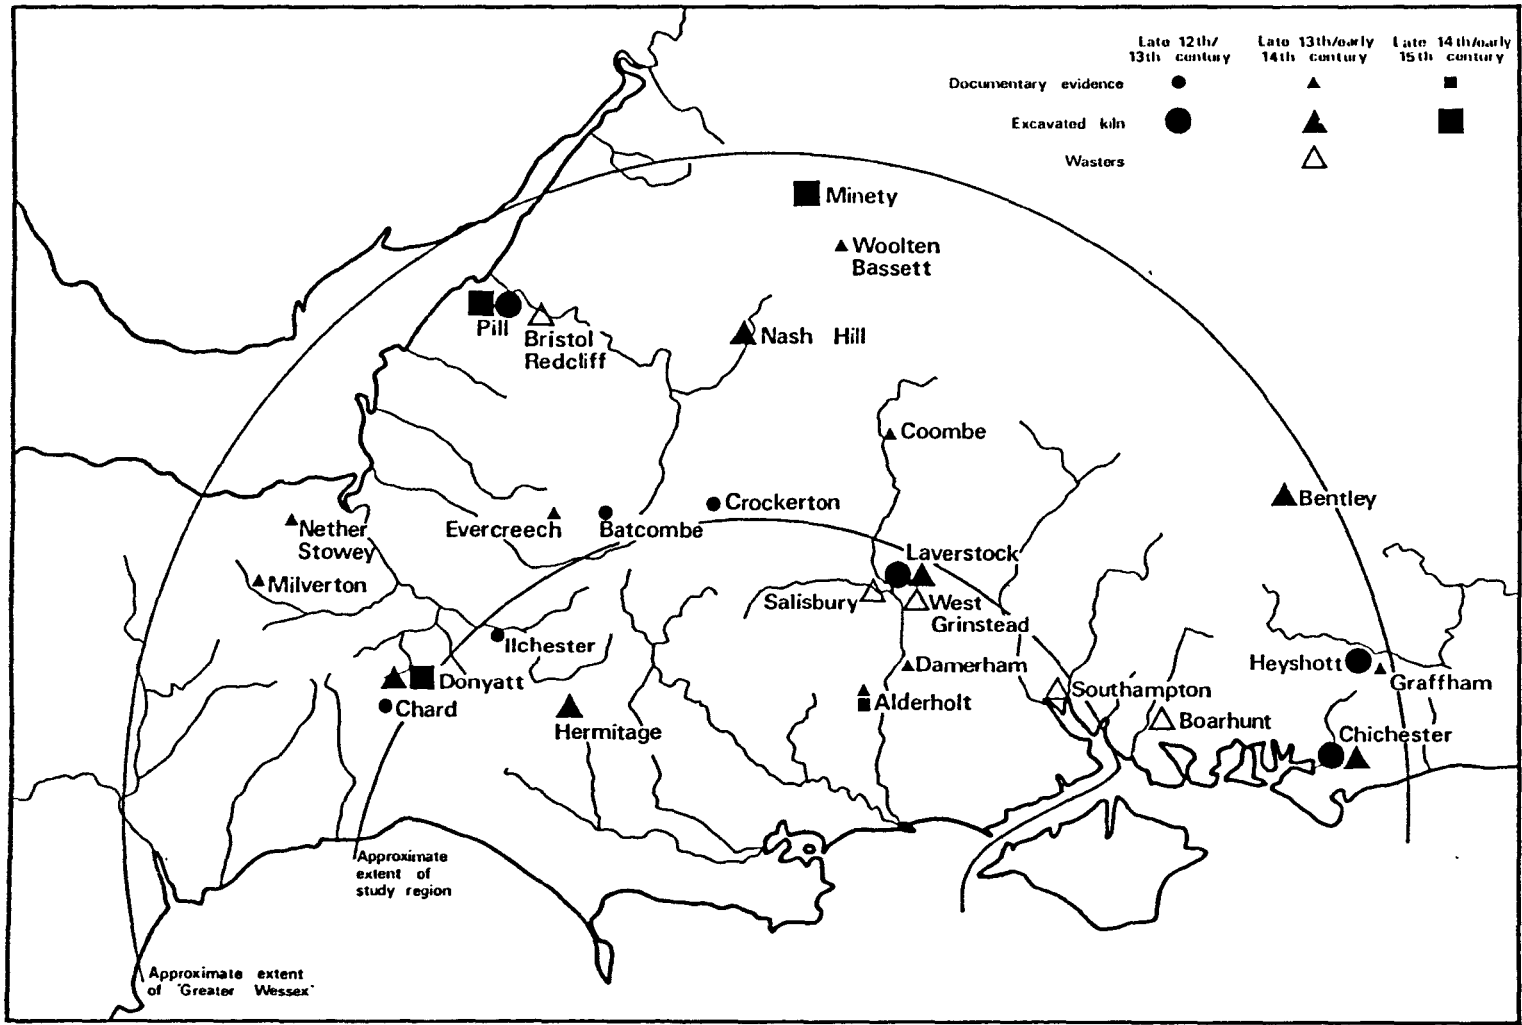 Late 12th/ Late 13th/early Late 14th/early
13th century 14th century 15th century
Documentary evidence
Excavated kiln
Wasters
Minety
Woolten
Bassett
Pill
Bristol
Redcliff
Nash Hill
Coombe
Crockerton
Bentley
Nether
Stowey
Evercreech
Batcombe
Laverstock
Milverton
Salisbury
West
Grinstead
Ilchester
Damerham
Heyshott
Graffham
Donyatt
Chard
Alderholt
Southampton
Boarhunt
Hermitage
Chichester
Approximate
extent of
study region
Approximate extent
of 'Greater Wessex'